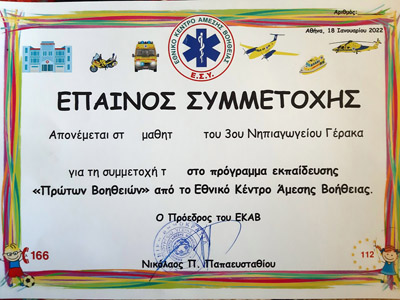 Αριθμός:
Αθήνα, 18 Ιανουαρίου 2022
ΕΘΝΙΚΟ ΚΕΝΤΡΟ ΑΜΕΣΗΣ ΒΟΗΘΕΙΑΣ
Ε.Σ.Υ.
ΕΠΑΙΝΟΣ ΣΥΜΜΕΤΟΧΗΣ
Απονέμεται στ μαθητ του 3ου Νηπιαγωγείου Γέρακα
για τη συμμετοχή τ στο πρόγραμμα εκπαίδευσης
«Πρώτων Βοηθειών» από το Εθνικό Κέντρο Άμεσης Βοήθειας.
Ο Πρόεδρος του ΕΚΑΒ
Νικόλαος Π. Παπαευσταθίου
166
112